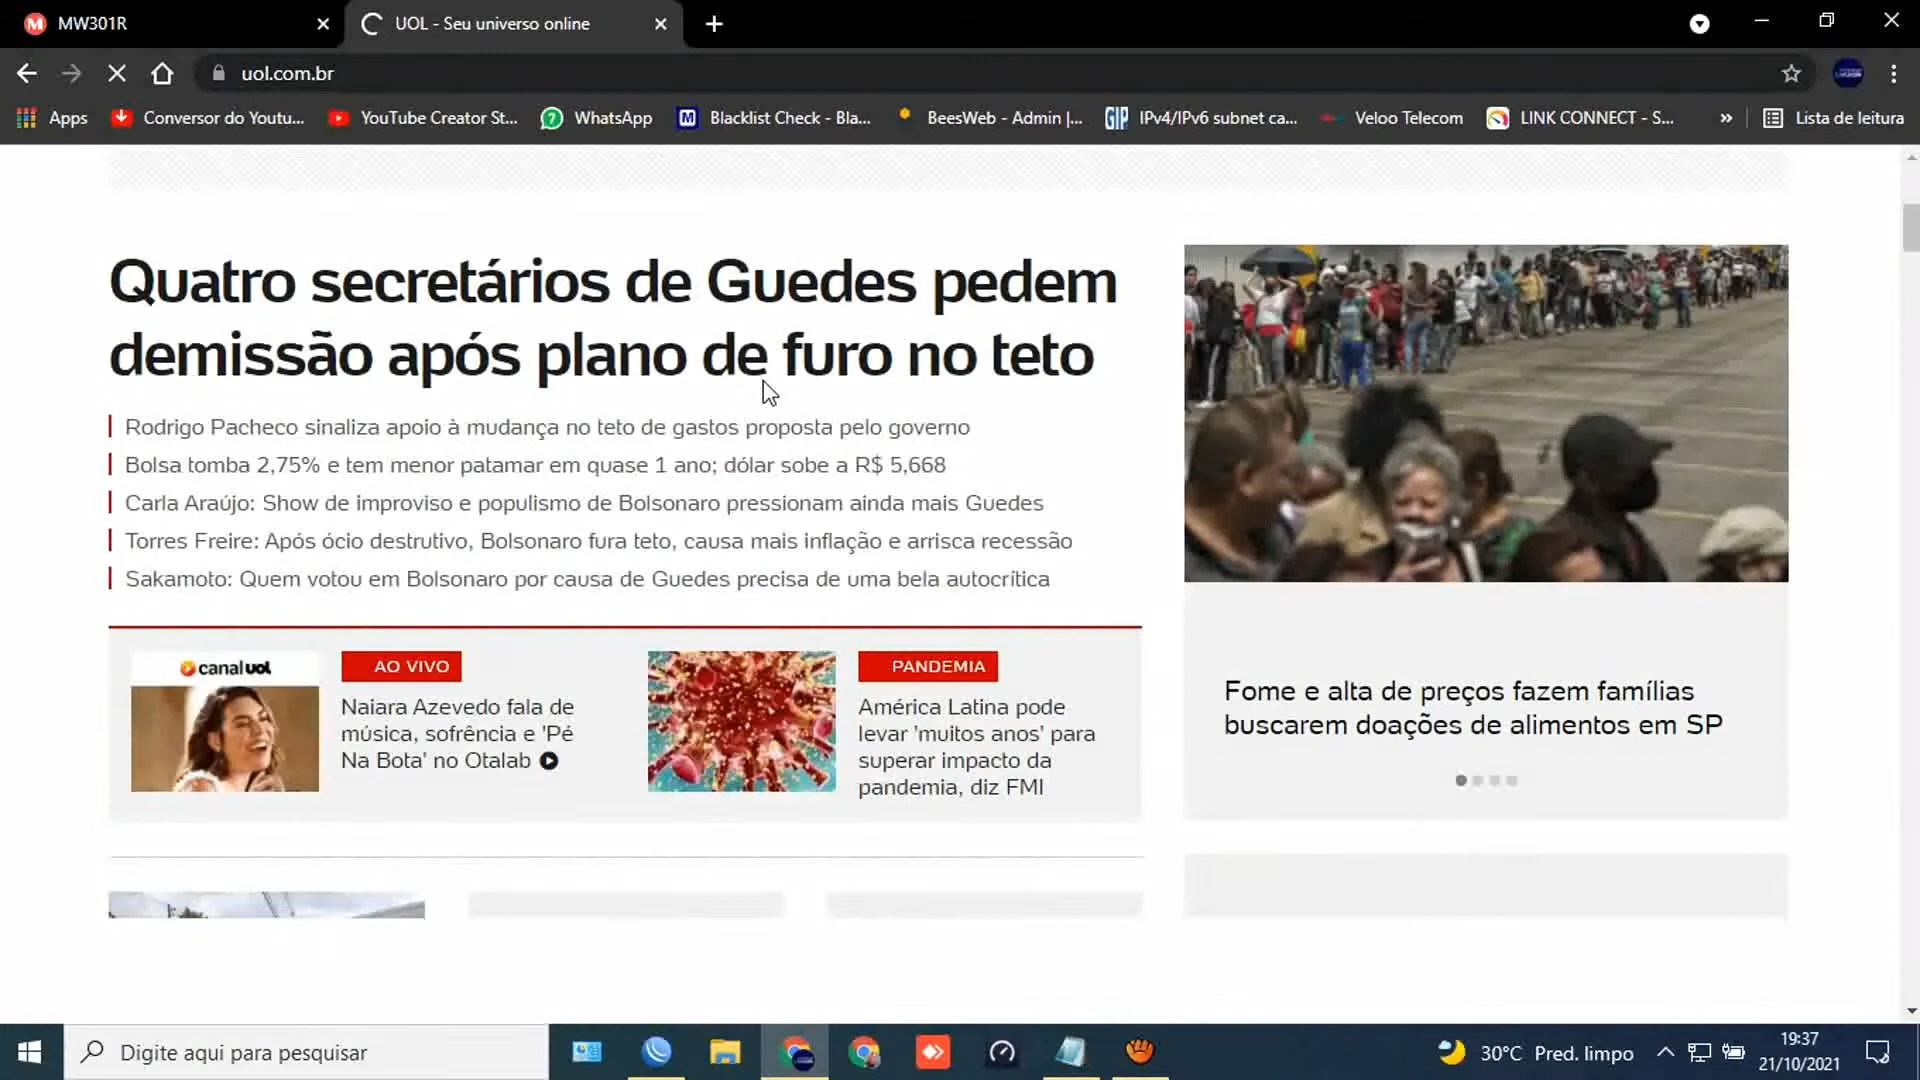 MW301R
UOL - Seu universo online
uol.com.br
Apps
Conversor do Youtu...
YouTube Creator St...
WhatsApp
Blacklist Check - Bla...
BeesWeb - Admin |...
GIP
IPv4/IPv6 subnet ca...
Veloo Telecom
LINK CONNECT - S...
»
Lista de leitura
Quatro secretários de Guedes pedem
demissão após plano de furo no teto
Rodrigo Pacheco sinaliza apoio à mudança no teto de gastos proposta pelo governo
Bolsa tomba 2,75% e tem menor patamar em quase 1 ano; dólar sobe a R$ 5,668
Carla Araújo: Show de improviso e populismo de Bolsonaro pressionam ainda mais Guedes
Torres Freire: Após ócio destrutivo, Bolsonaro fura teto, causa mais inflação e arrisca recessão
Sakamoto: Quem votou em Bolsonaro por causa de Guedes precisa de uma bela autocrítica
canal uol
AO VIVO
Naiara Azevedo fala de
música, sofrência e 'Pé
Na Bota' no Otalab
PANDEMIA
América Latina pode
levar 'muitos anos' para
superar impacto da
pandemia, diz FMI
Fome e alta de preços fazem famílias
buscarem doações de alimentos em SP
Digite aqui para pesquisar
30°C Pred. limpo
19:37
21/10/2021